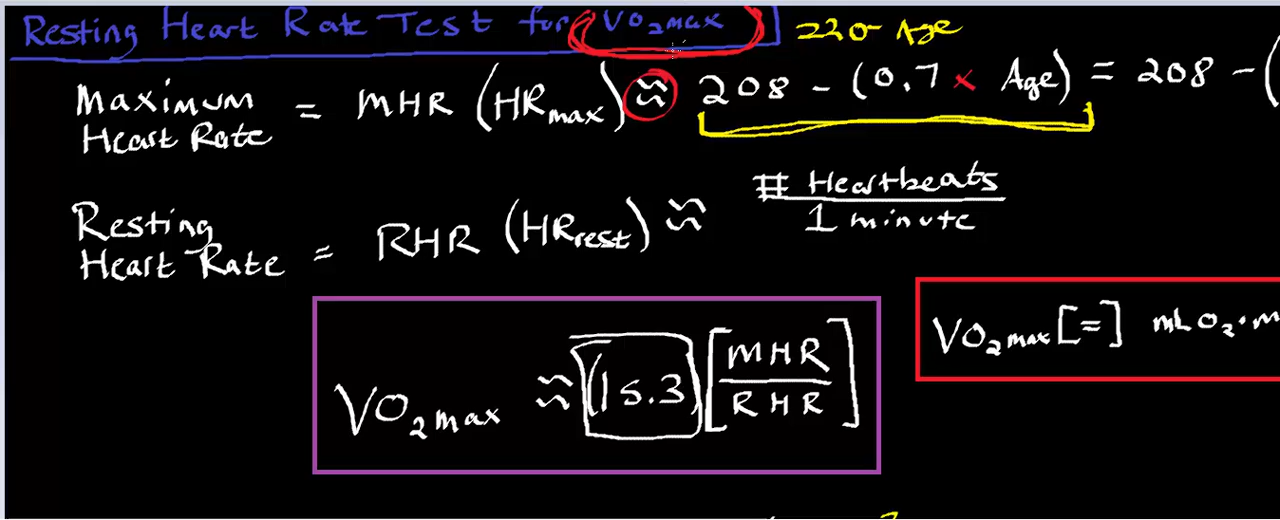 Resting Heart Rate Test for VO2max 220-Age
Maximum Heart Rate = MHR (HRmax) ≈ 208 - (0.7 x Age) = 208 - (
Resting Heart Rate = RHR (HRrest) ≈ # Heartbeats / 1 minute
VO2max ≈ (15.3) [MHR / RHR]
VO2max [=] mL O2·m